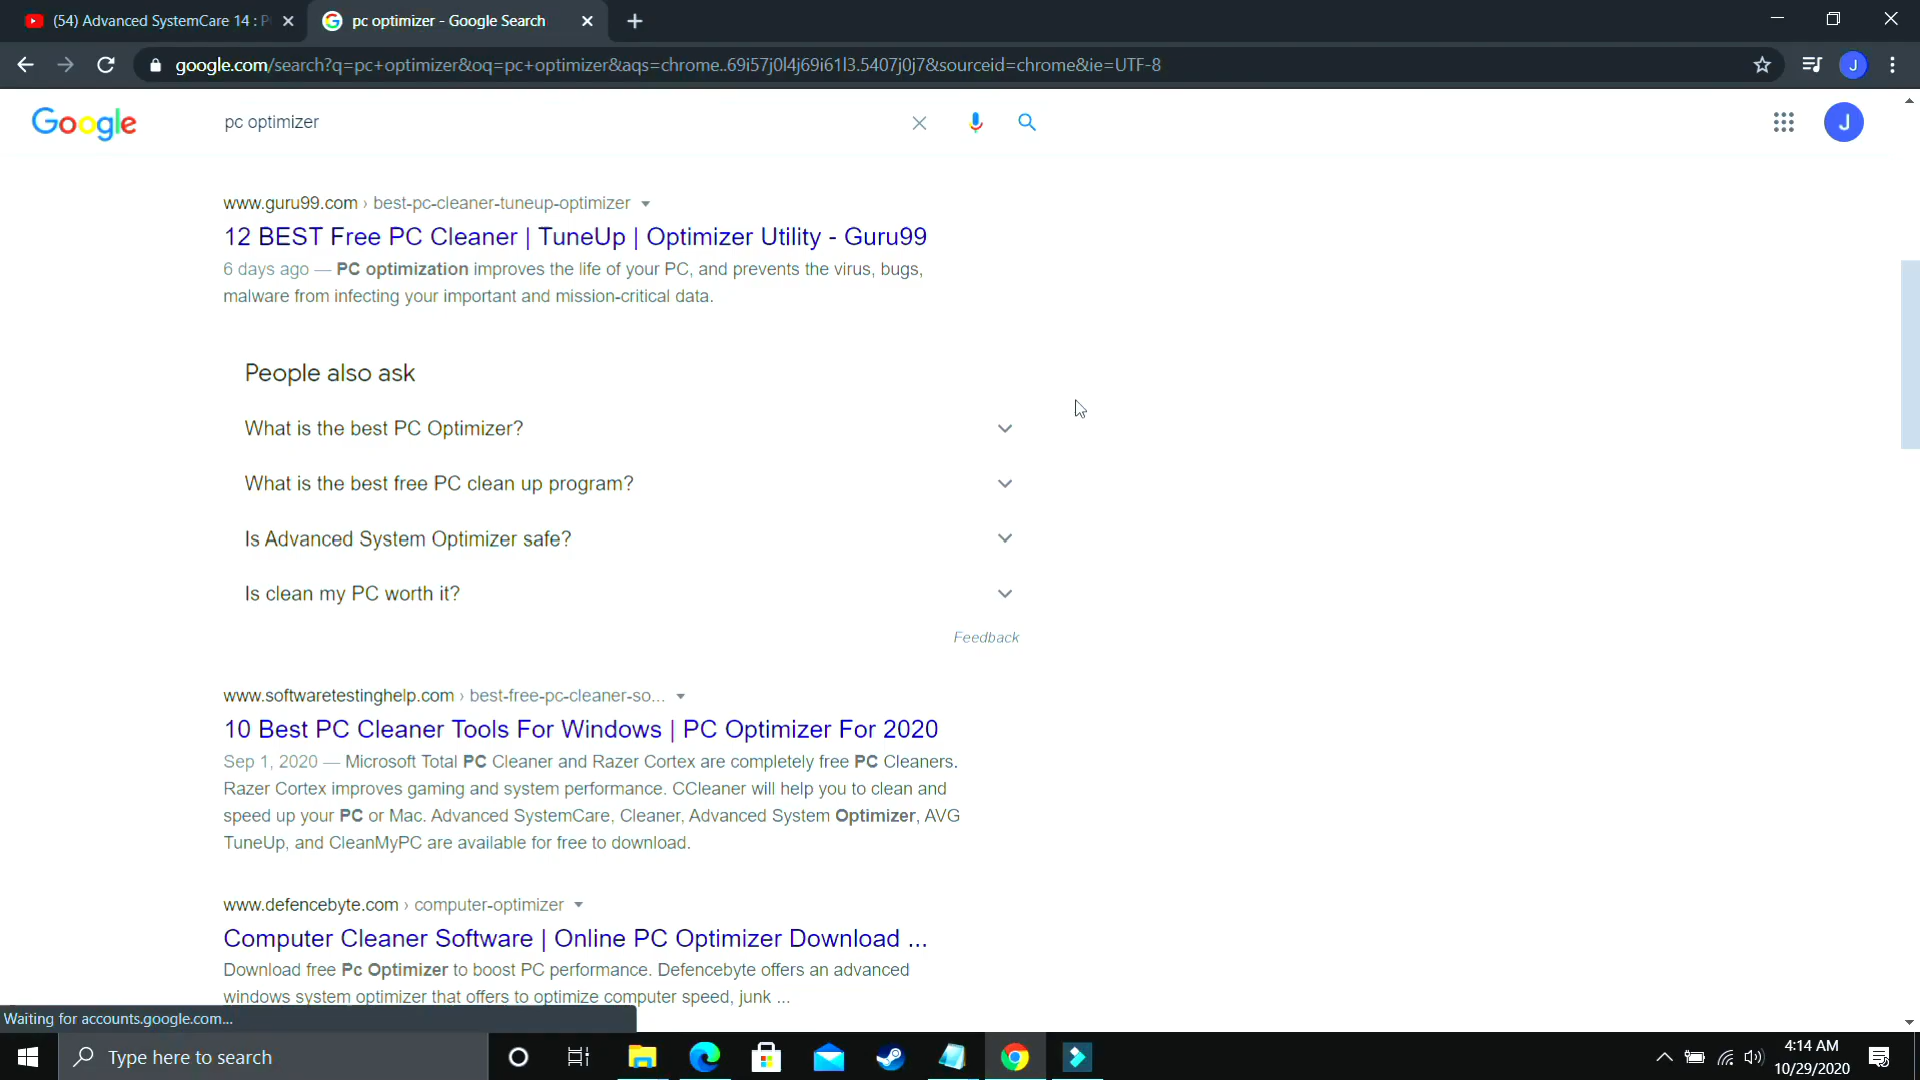 (54) Advanced SystemCare 14 : P
pc optimizer - Google Search
google.com/search?q=pc+optimizer&oq=pc+optimizer&aqs=chrome..69i57j0l4j69i61l3.5407j0j7&sourceid=chrome&ie=UTF-8
J
Google
pc optimizer
J
www.guru99.com › best-pc-cleaner-tuneup-optimizer
12 BEST Free PC Cleaner | TuneUp | Optimizer Utility - Guru99
6 days ago — PC optimization improves the life of your PC, and prevents the virus, bugs,
malware from infecting your important and mission-critical data.
People also ask
What is the best PC Optimizer?
What is the best free PC clean up program?
Is Advanced System Optimizer safe?
Is clean my PC worth it?
Feedback
www.softwaretestinghelp.com › best-free-pc-cleaner-so...
10 Best PC Cleaner Tools For Windows | PC Optimizer For 2020
Sep 1, 2020 — Microsoft Total PC Cleaner and Razer Cortex are completely free PC Cleaners.
Razer Cortex improves gaming and system performance. CCleaner will help you to clean and
speed up your PC or Mac. Advanced SystemCare, Cleaner, Advanced System Optimizer, AVG
TuneUp, and CleanMyPC are available for free to download.
www.defencebyte.com › computer-optimizer
Computer Cleaner Software | Online PC Optimizer Download ...
Download free Pc Optimizer to boost PC performance. Defencebyte offers an advanced
windows system optimizer that offers to optimize computer speed, junk ...
Waiting for accounts.google.com...
Type here to search
4:14 AM
10/29/2020